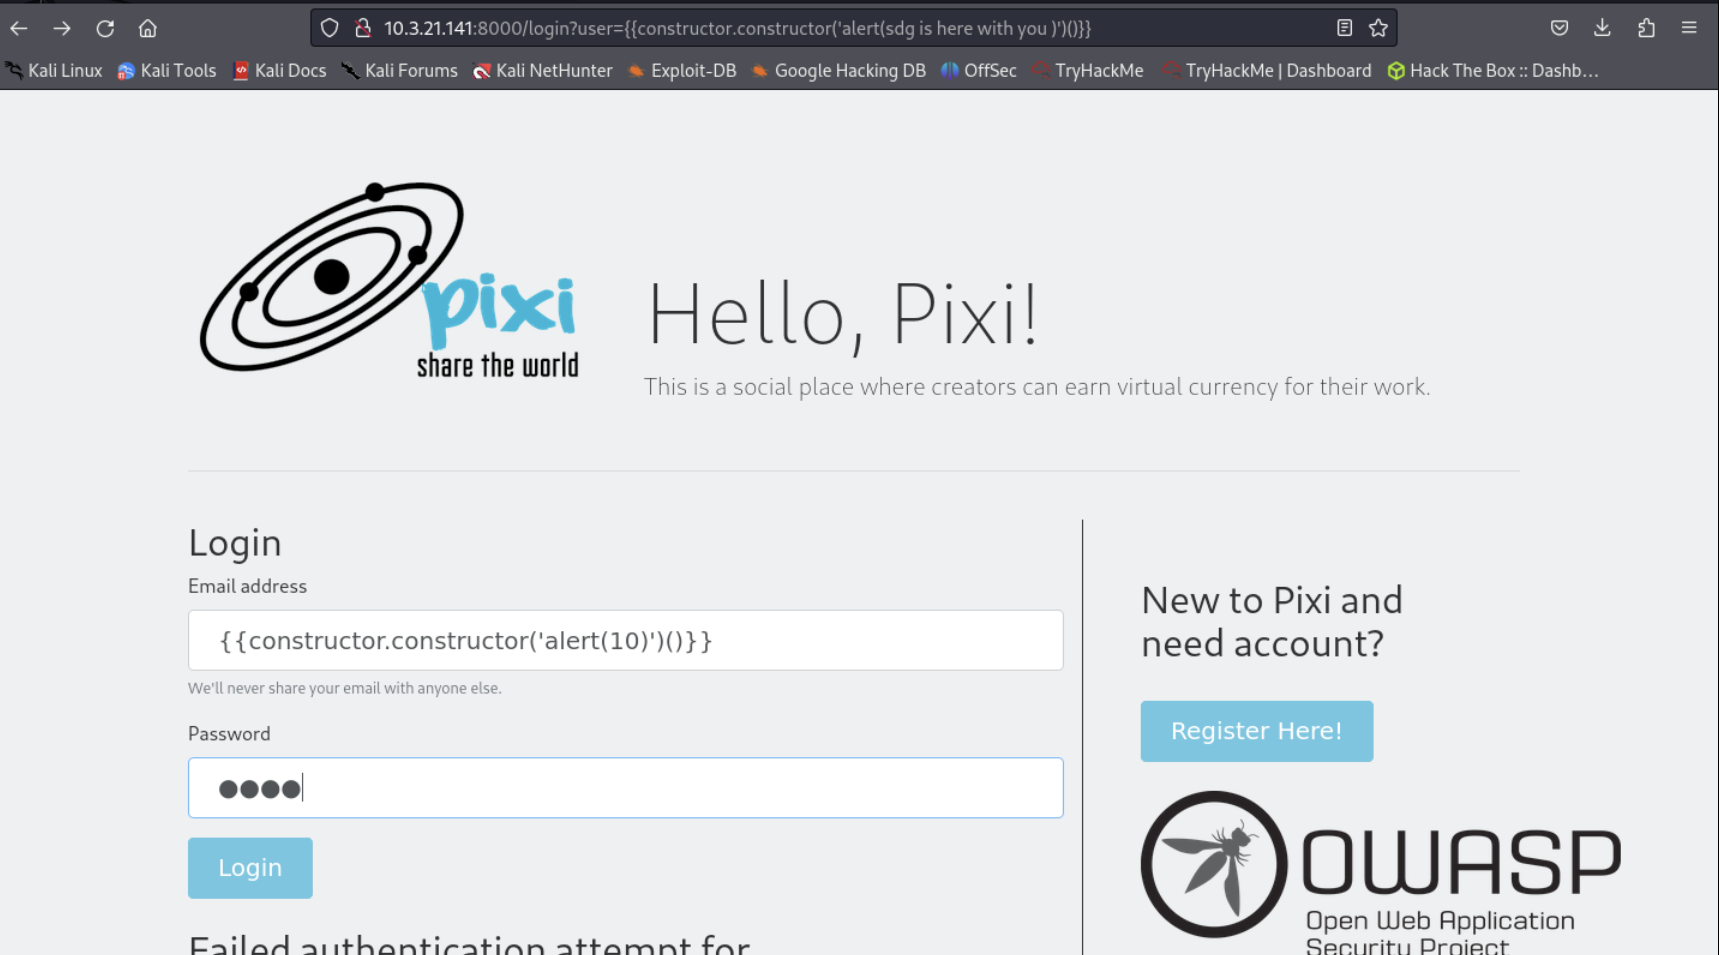 10.3.21.141:8000/login?user={{constructor.constructor('alert(sdg is here with you )')()}}
Kali Linux Kali Tools Kali Docs Kali Forums Kali NetHunter Exploit-DB Google Hacking DB OffSec TryHackMe TryHackMe | Dashboard Hack The Box :: Dashb...
pixi
share the world
Hello, Pixi!
This is a social place where creators can earn virtual currency for their work.
Login
Email address
{{constructor.constructor('alert(10)')()}}
We'll never share your email with anyone else.
Password
Login
Failed authentication attempt for
New to Pixi and
need account?
Register Here!
OWASP
Open Web Application
Security Project